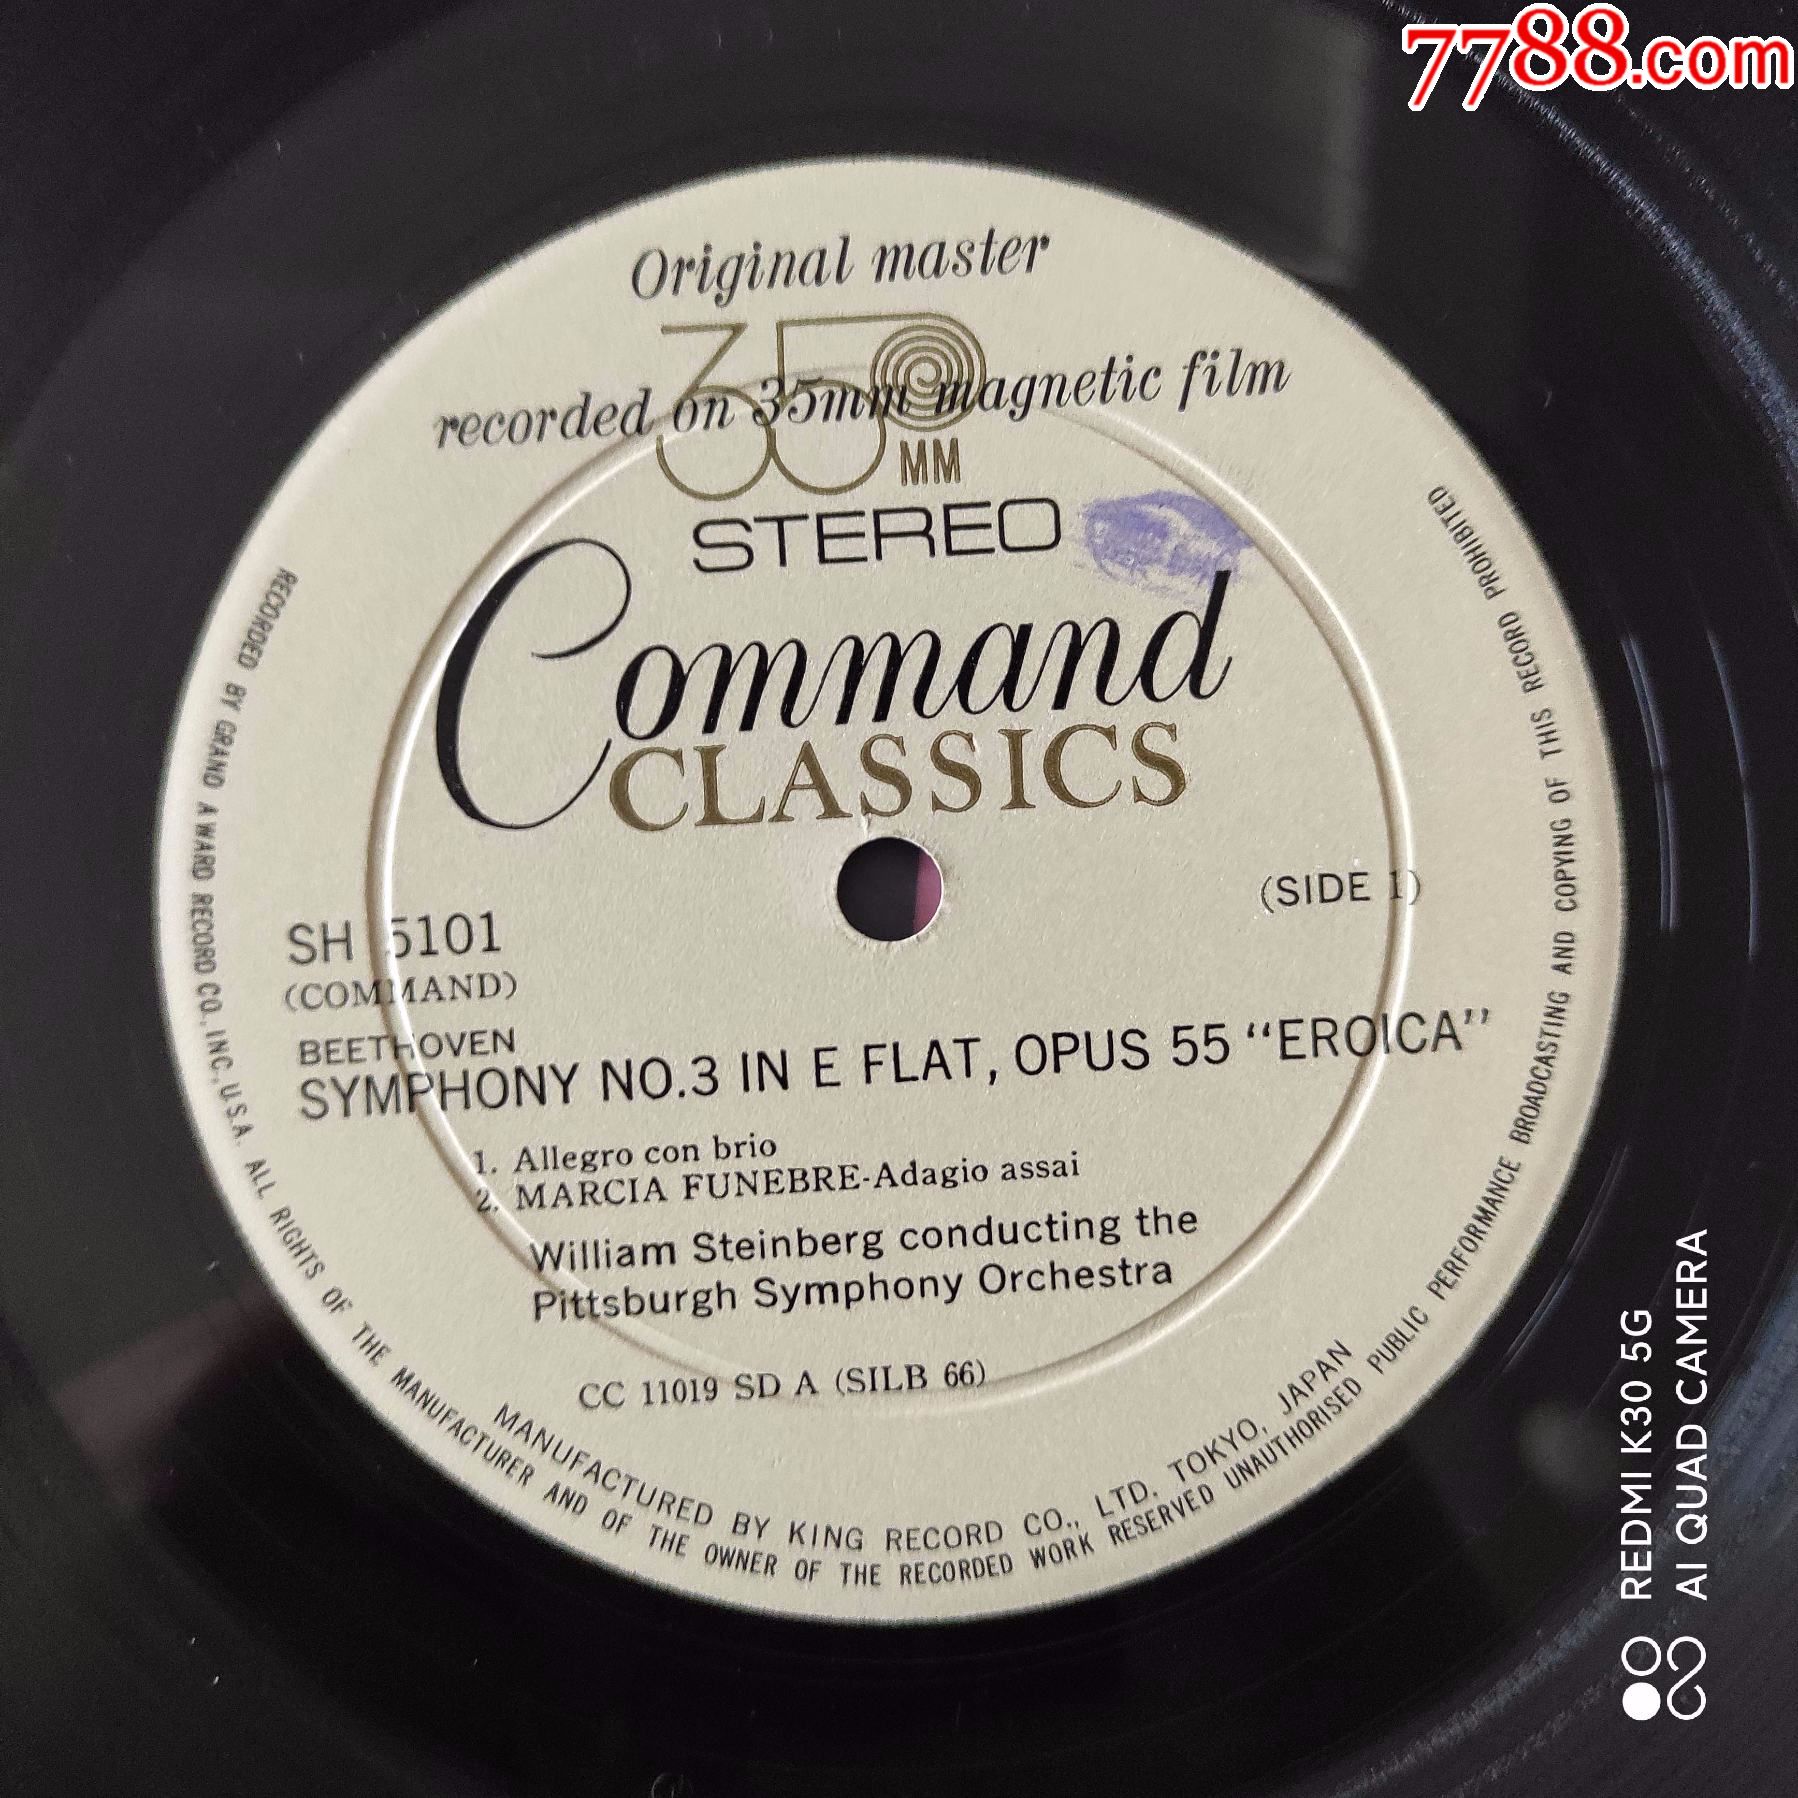 7788.com
Original master
35
recorded on 35mm magnetic film
MM
STEREO
Command
CLASSICS
(SIDE 1)
SH 5101
(COMMAND)
BEETHOVEN
SYMPHONY NO.3 IN E FLAT, OPUS 55 "EROICA"
1. Allegro con brio
2. MARCIA FUNEBRE-Adagio assai
William Steinberg conducting the
Pittsburgh Symphony Orchestra
CC 11019 SD A (SILB 66)
MANUFACTURED BY KING RECORD CO., LTD. TOKYO, JAPAN
RECORDED BY GRAND AWARD RECORD CO., INC., U.S.A. ALL RIGHTS OF THE MANUFACTURER AND OF THE OWNER OF THE RECORDED WORK RESERVED UNAUTHORISED PUBLIC PERFORMANCE BROADCASTING AND COPYING OF THIS RECORD PROHIBITED
REDMI K30 5G
AI QUAD CAMERA